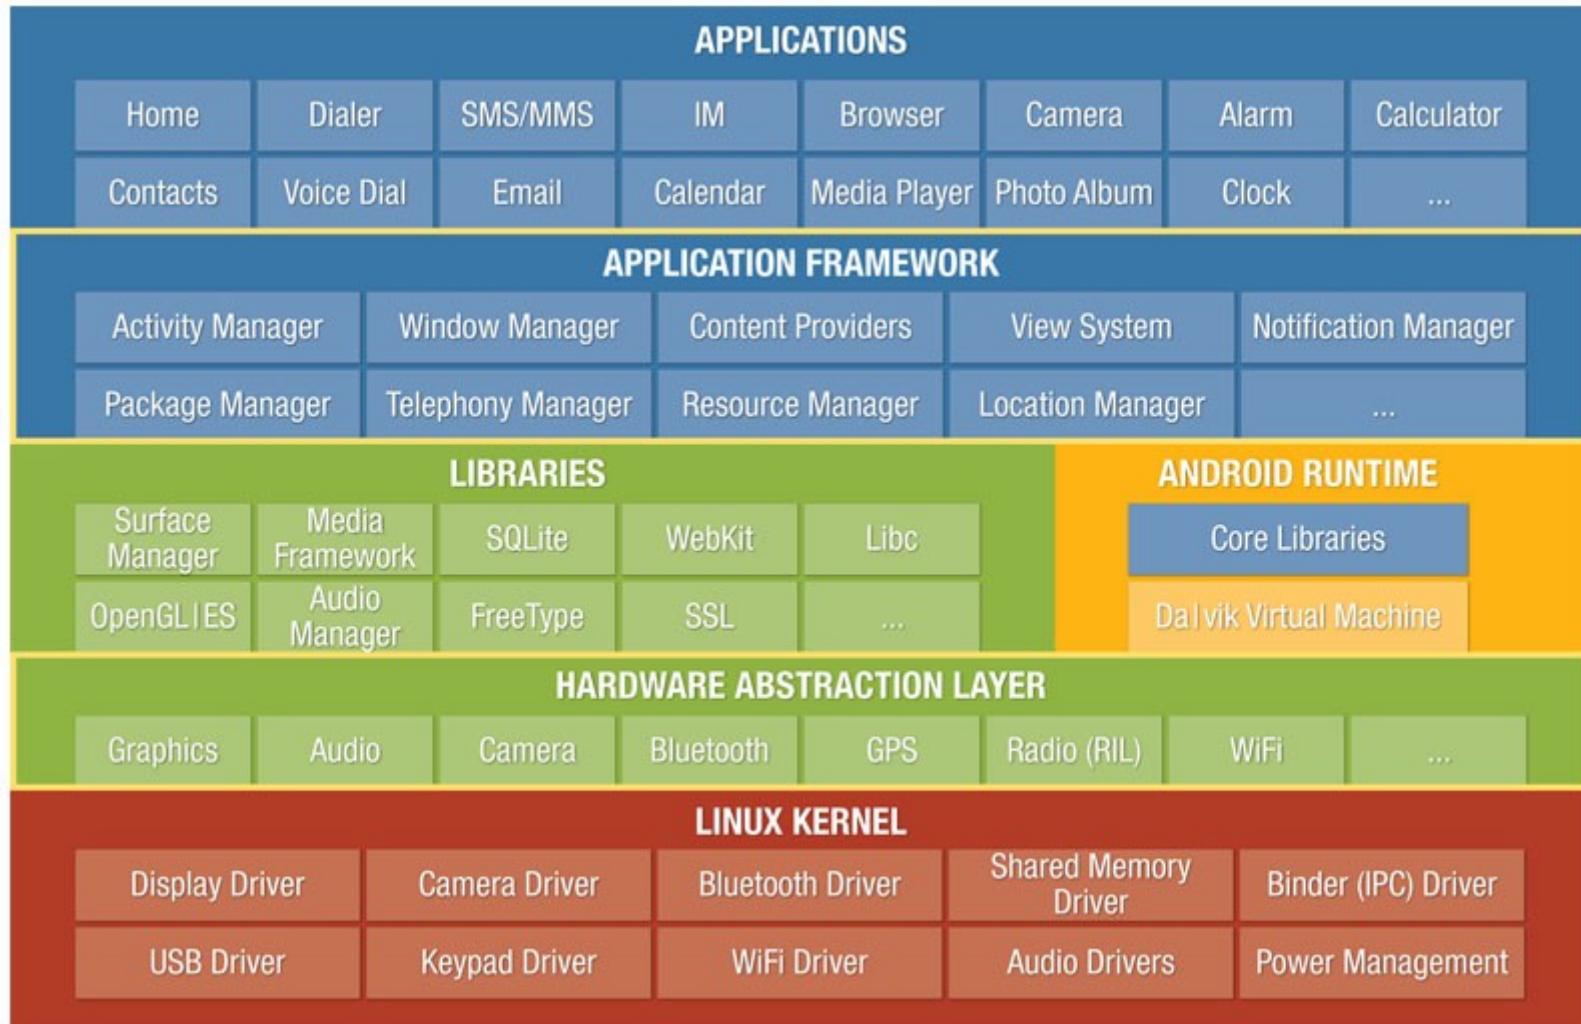 APPLICATIONS
Home Dialer SMS/MMS IM Browser Camera Alarm Calculator
Contacts Voice Dial Email Calendar Media Player Photo Album Clock ...
APPLICATION FRAMEWORK
Activity Manager Window Manager Content Providers View System Notification Manager
Package Manager Telephony Manager Resource Manager Location Manager ...
LIBRARIES
Surface
Manager
Media
Framework
SQLite WebKit Libc
OpenGL|ES
Audio
Manager
FreeType SSL ...
ANDROID RUNTIME
Core Libraries
Dalvik Virtual Machine
HARDWARE ABSTRACTION LAYER
Graphics Audio Camera Bluetooth GPS Radio (RIL) WiFi ...
LINUX KERNEL
Display Driver Camera Driver Bluetooth Driver
Shared Memory
Driver
Binder (IPC) Driver
USB Driver Keypad Driver WiFi Driver Audio Drivers Power Management